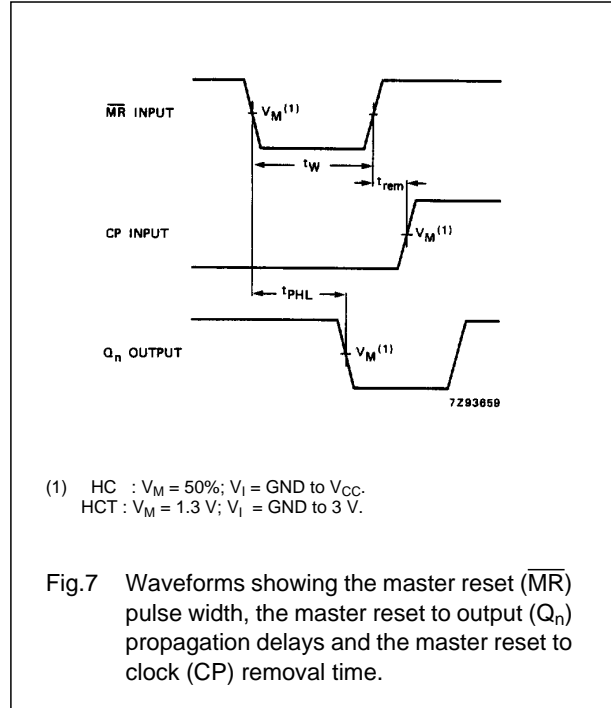 MR INPUT
VM(1)
tW
trem
CP INPUT
VM(1)
tPHL
Qn OUTPUT
VM(1)
7Z93659
(1) HC : VM = 50%; VI = GND to VCC.
HCT : VM = 1.3 V; VI = GND to 3 V.
Fig.7 Waveforms showing the master reset (MR)
pulse width, the master reset to output (Qn)
propagation delays and the master reset to
clock (CP) removal time.